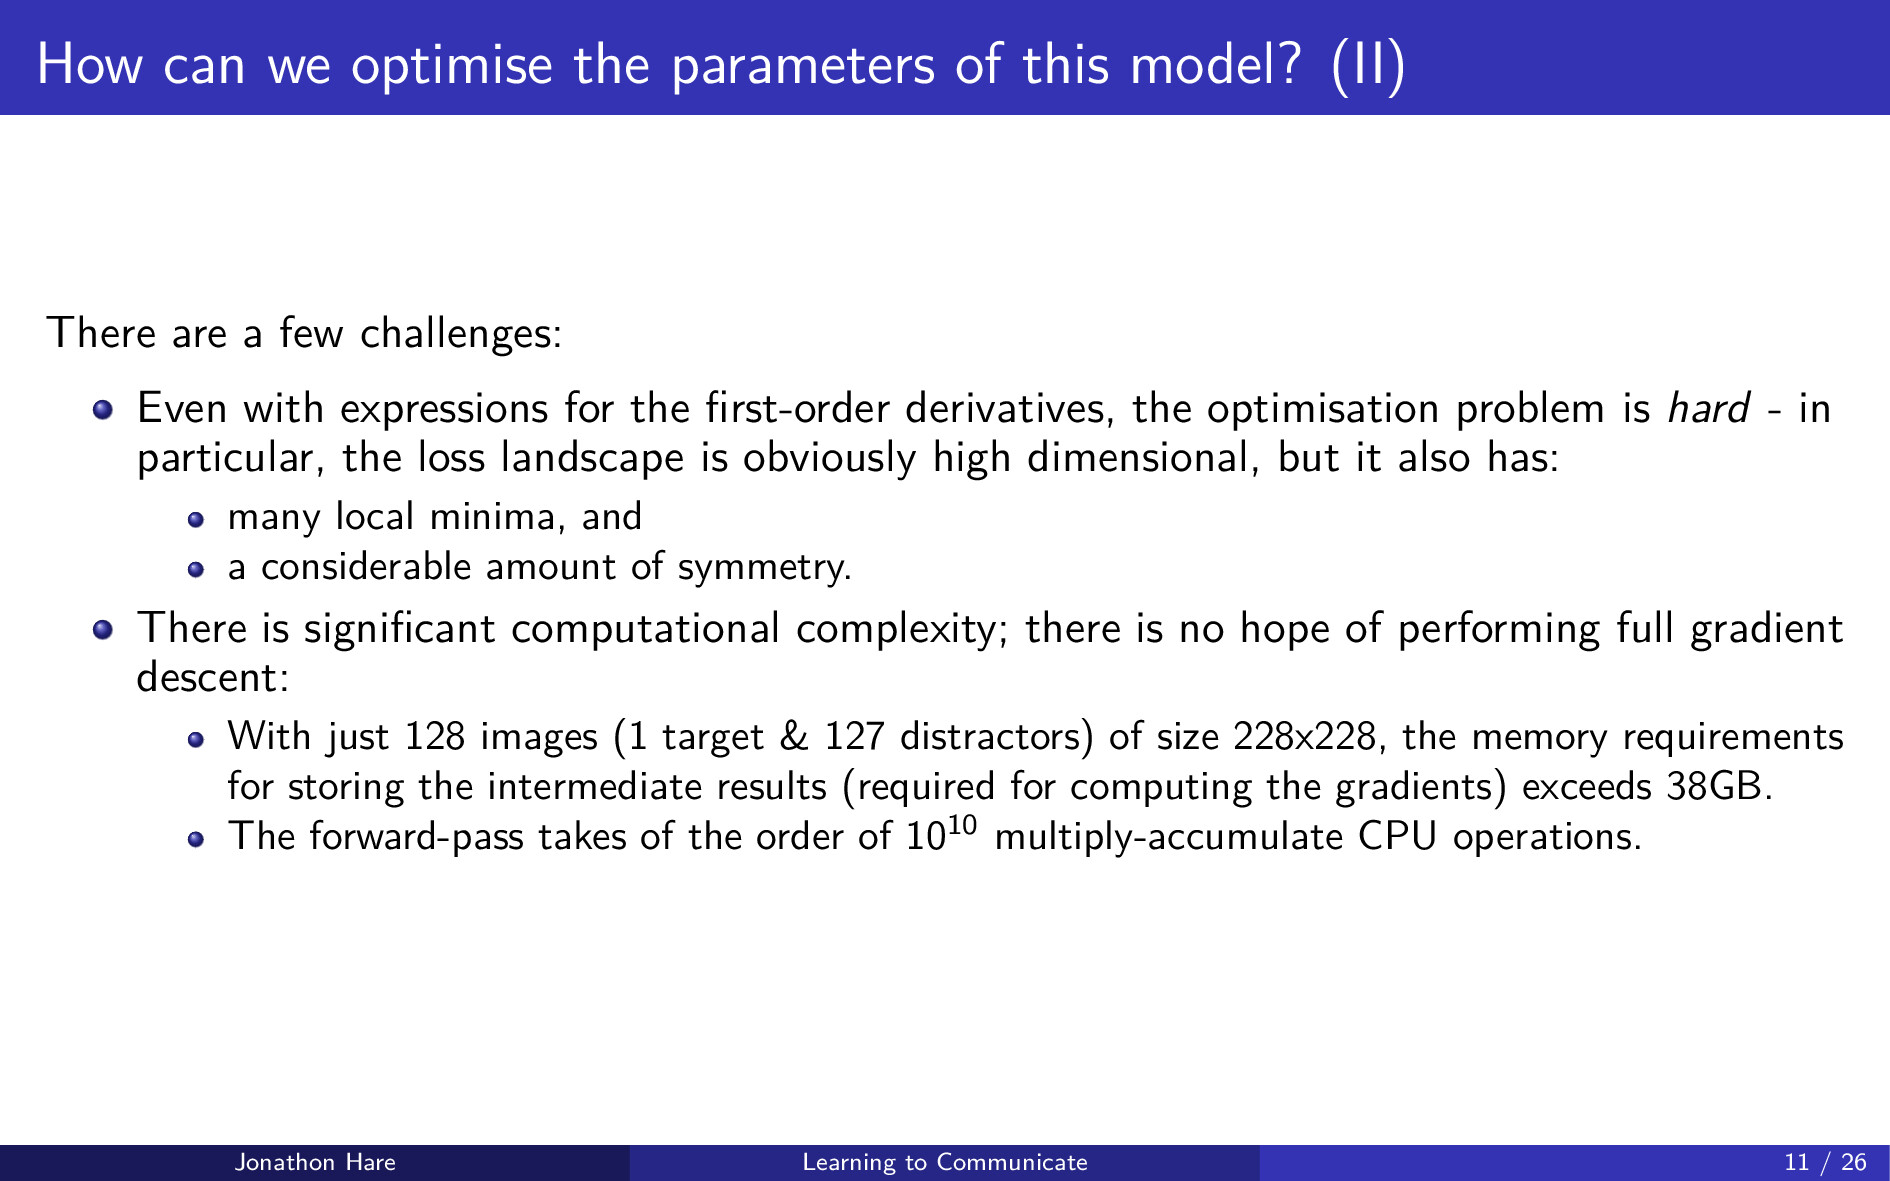 How can we optimise the parameters of this model? (II)
There are a few challenges:
Even with expressions for the first-order derivatives, the optimisation problem is hard - in
particular, the loss landscape is obviously high dimensional, but it also has:
many local minima, and
a considerable amount of symmetry.
There is significant computational complexity; there is no hope of performing full gradient
descent:
With just 128 images (1 target & 127 distractors) of size 228x228, the memory requirements
for storing the intermediate results (required for computing the gradients) exceeds 38GB.
The forward-pass takes of the order of 10¹⁰ multiply-accumulate CPU operations.
Jonathon Hare Learning to Communicate 11 / 26